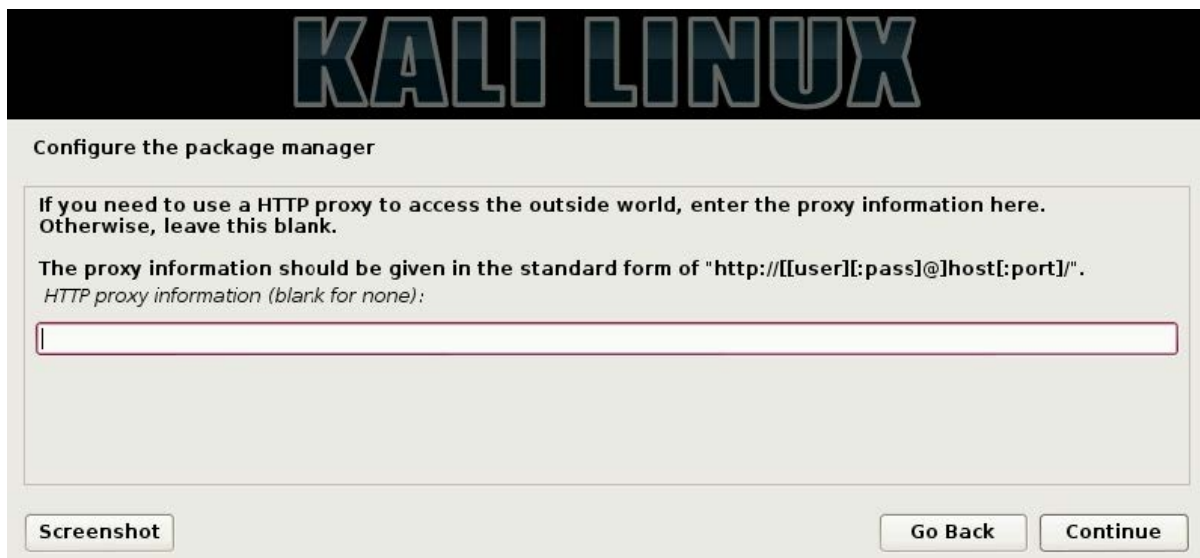 KALI LINUX
Configure the package manager
If you need to use a HTTP proxy to access the outside world, enter the proxy information here.
Otherwise, leave this blank.
The proxy information should be given in the standard form of "http://[[user][:pass]@]host[:port]/".
HTTP proxy information (blank for none):
Screenshot
Go Back
Continue